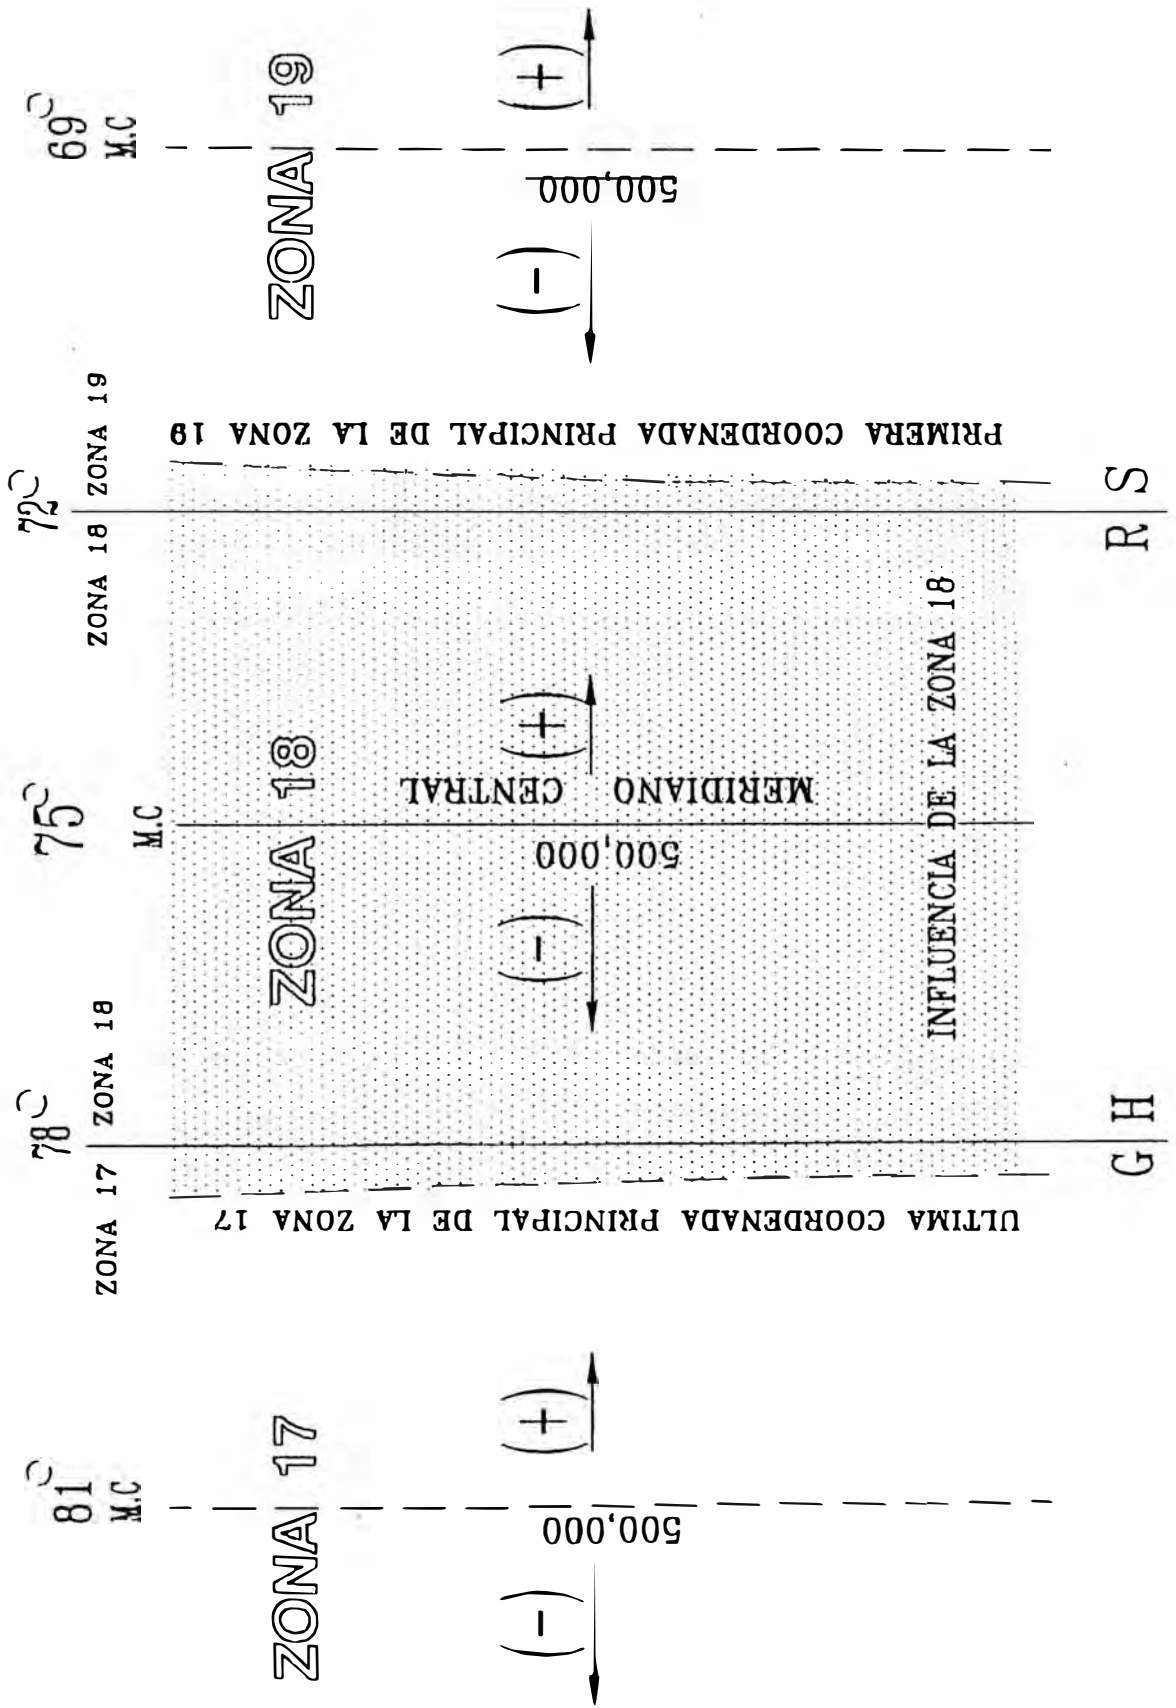 81° 78° 75° 72° 69°
M.C M.C M.C
ZONA 17 ZONA 18 ZONA 18 ZONA 19
ZONA 17 ZONA 18 ZONA 19
ULTIMA COORDENADA PRINCIPAL DE LA ZONA 17
MERIDIANO CENTRAL
PRIMERA COORDENADA PRINCIPAL DE LA ZONA 19
(-) 500,000 (+)
(-) 500,000 (+)
(-) 500,000 (+)
INFLUENCIA DE LA ZONA 18
G H R S